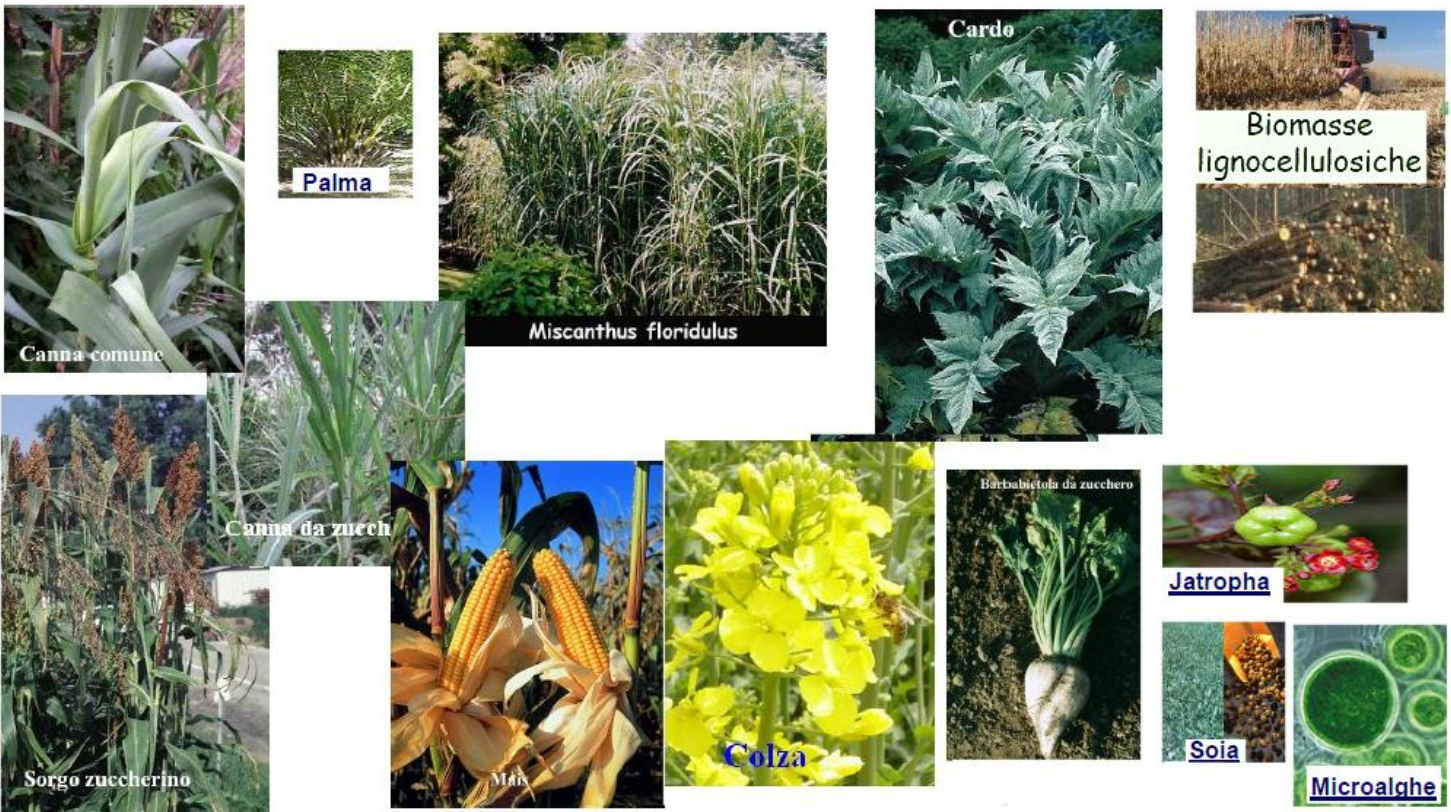 Cardo
Biomasse
lignocellulosiche
Palma
Miscanthus floridulus
Canna comune
Barbabietola da zucchero
Canna da zucch
Jatropha
Colza
Soia
Sorgo zuccherino
Mais
Microalghe